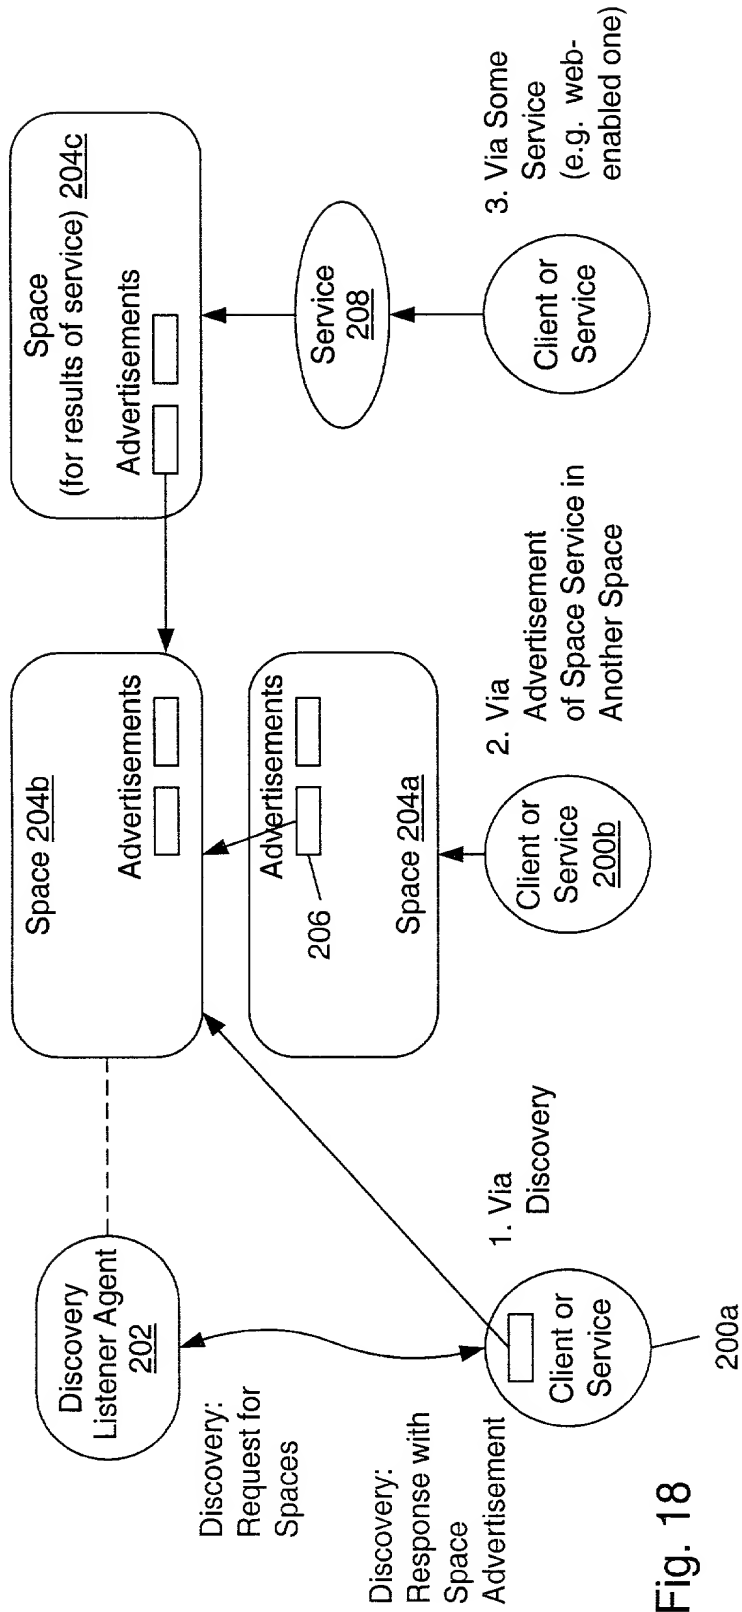 Discovery
Listener Agent
202
Discovery:
Request for
Spaces
Discovery:
Response with
Space
Advertisement
Client or
Service
200a
1. Via
Discovery
Space 204b
Advertisements
Advertisements
206
Space 204a
Client or
Service
200b
2. Via
Advertisement
of Space Service in
Another Space
Space
(for results of service) 204c
Advertisements
Service
208
Client or
Service
3. Via Some
Service
(e.g. web-
enabled one)
Fig. 18